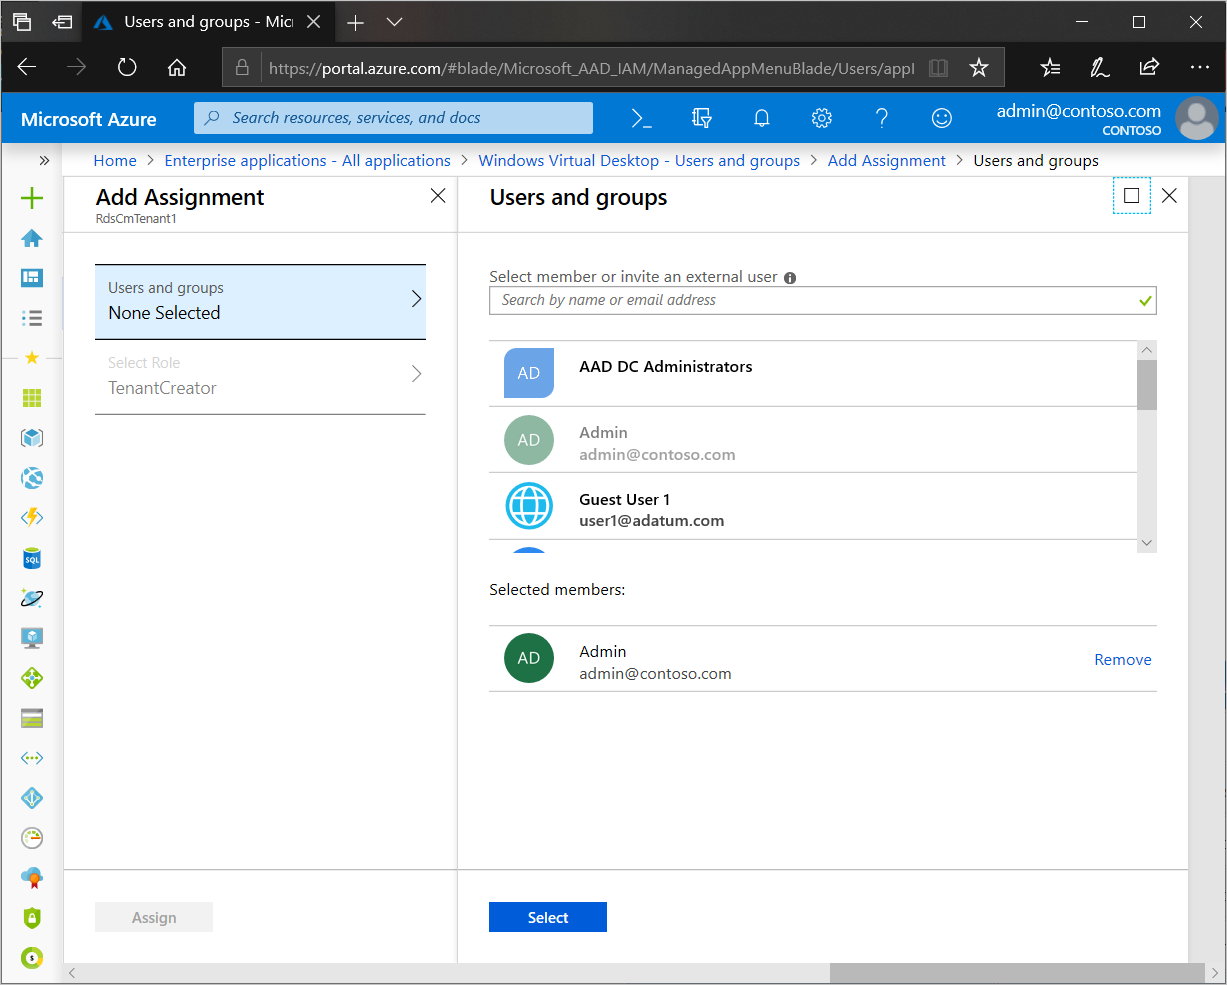 Users and groups - Mic
https://portal.azure.com/#blade/Microsoft_AAD_IAM/ManagedAppMenuBlade/Users/appI
Microsoft Azure
Search resources, services, and docs
admin@contoso.com
CONTOSO
Home > Enterprise applications - All applications > Windows Virtual Desktop - Users and groups > Add Assignment > Users and groups
Add Assignment
RdsCmTenant1
Users and groups
None Selected
Select Role
TenantCreator
Assign
Users and groups
Select member or invite an external user
Search by name or email address
AD
AAD DC Administrators
AD
Admin
admin@contoso.com
Guest User 1
user1@adatum.com
Selected members:
AD
Admin
admin@contoso.com
Remove
Select
SQL